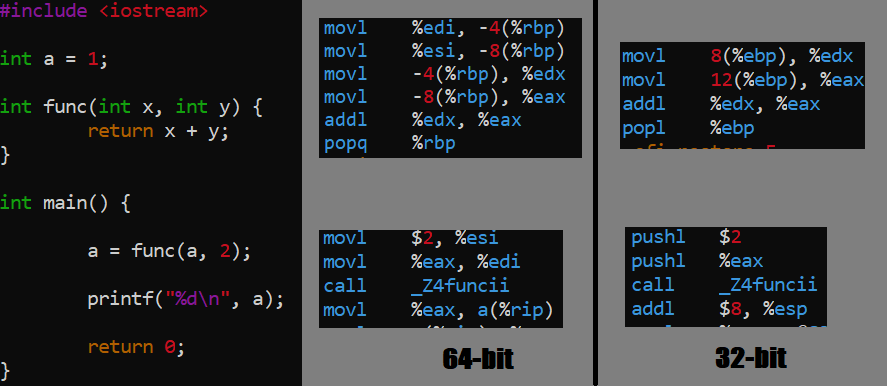 #include <iostream>
int a = 1;
int func(int x, int y) {
return x + y;
}
int main() {
a = func(a, 2);
printf("%d\n", a);
return 0;
}
movl %edi, -4(%rbp)
movl %esi, -8(%rbp)
movl -4(%rbp), %edx
movl -8(%rbp), %eax
addl %edx, %eax
popq %rbp
movl $2, %esi
movl %eax, %edi
call _Z4funcii
movl %eax, a(%rip)
64-bit
movl 8(%ebp), %edx
movl 12(%ebp), %eax
addl %edx, %eax
popl %ebp
pushl $2
pushl %eax
call _Z4funcii
addl $8, %esp
32-bit